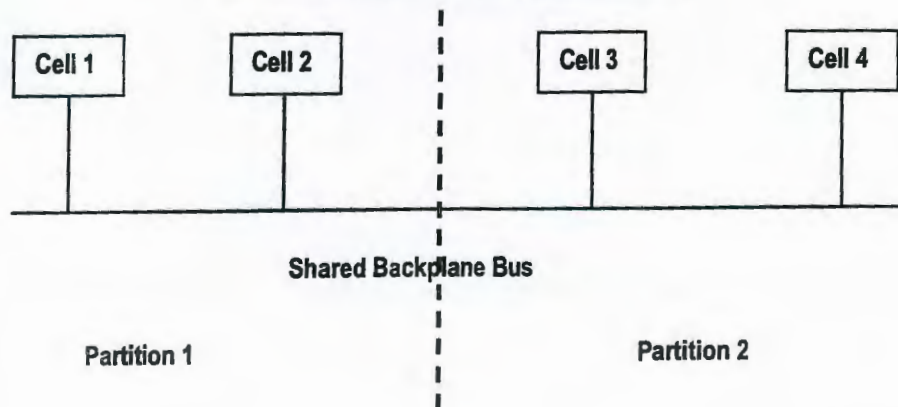 Cell 1
Cell 2
Cell 3
Cell 4
Shared Backplane Bus
Partition 1
Partition 2